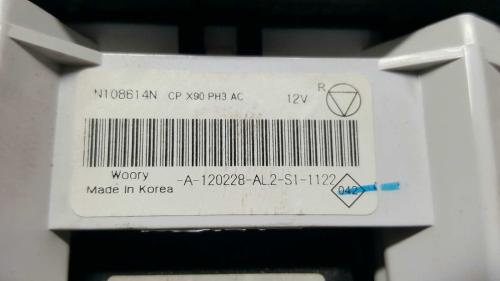 N108614N CP X90 PH3 AC 12V R
Woory -A-120228-AL2-S1-1122
Made in Korea 042